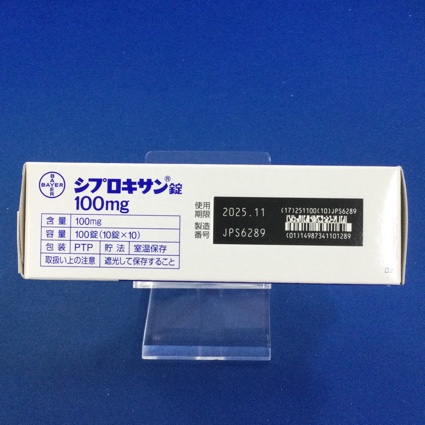 BAYER
BAYER
シプロキサン®錠
100mg
含量 100mg
容量 100錠(10錠×10)
包装 PTP 貯法 室温保存
取扱い上の注意 遮光して保存すること
使用期限 2025.11
製造番号 JPS6289
(17)251100(10)JPS6289
(01)14987341101289